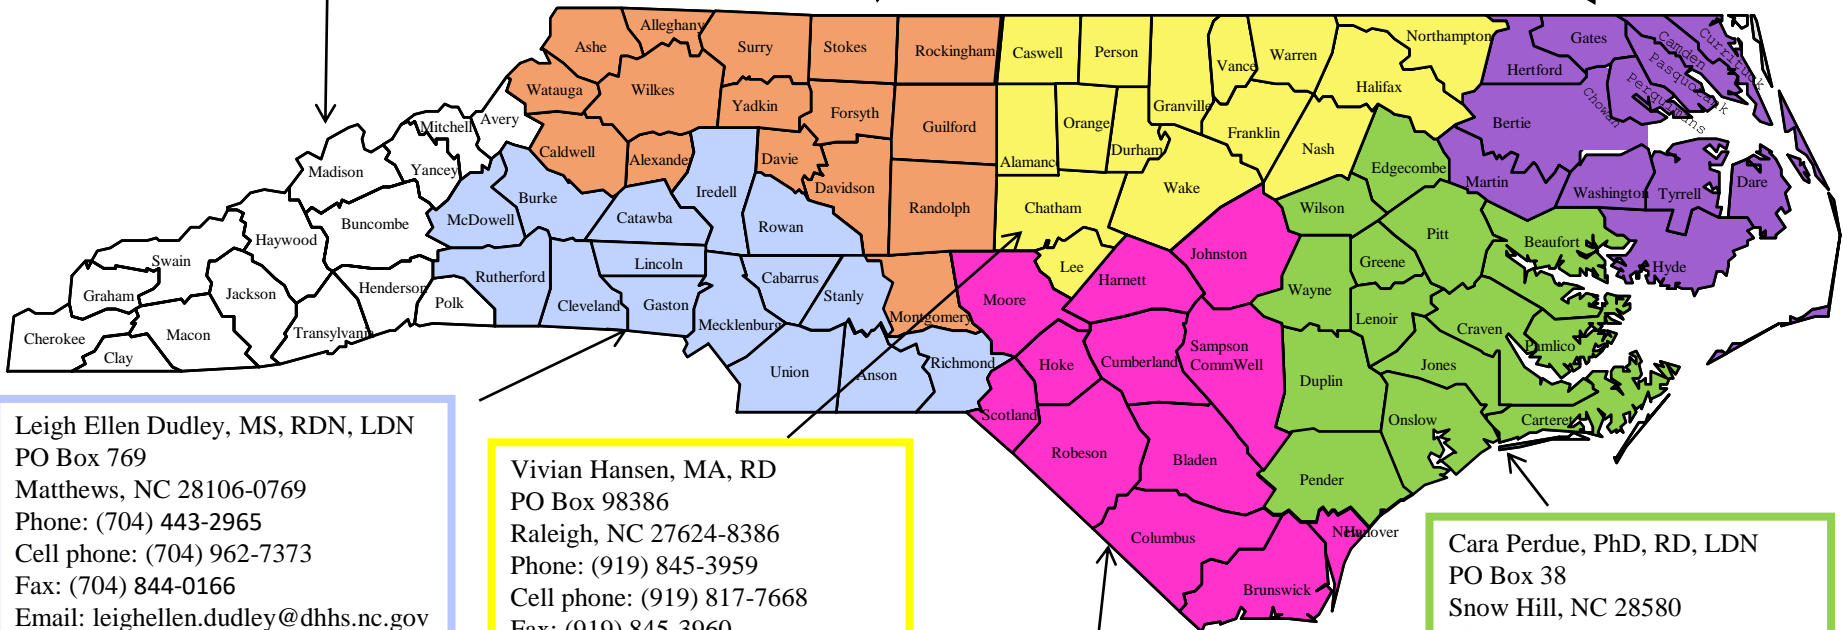 Alleghany
Ashe
Surry
Stokes
Rockingham
Caswell
Person
Vance
Warren
Northampton
Gates
Camden
Currituck
Pasquotank
Perquimans
Chowan
Hertford
Watauga
Wilkes
Yadkin
Forsyth
Guilford
Granville
Halifax
Bertie
Mitchell
Avery
Caldwell
Alexander
Davie
Davidson
Alamance
Orange
Durham
Franklin
Nash
Edgecombe
Martin
Washington
Tyrrell
Dare
Madison
Yancey
Burke
Iredell
Randolph
Chatham
Wake
Wilson
McDowell
Catawba
Rowan
Buncombe
Haywood
Swain
Pitt
Beaufort
Hyde
Rutherford
Lincoln
Cabarrus
Stanly
Lee
Harnett
Johnston
Greene
Wayne
Graham
Jackson
Henderson
Polk
Cleveland
Gaston
Mecklenburg
Montgomery
Moore
Lenoir
Craven
Pamlico
Cherokee
Clay
Macon
Transylvania
Union
Anson
Richmond
Hoke
Cumberland
Sampson
CommWell
Duplin
Jones
Scotland
Onslow
Carteret
Robeson
Bladen
Pender
Columbus
New Hanover
Brunswick
Leigh Ellen Dudley, MS, RDN, LDN
PO Box 769
Matthews, NC 28106-0769
Phone: (704) 443-2965
Cell phone: (704) 962-7373
Fax: (704) 844-0166
Email: leighellen.dudley@dhhs.nc.gov
Vivian Hansen, MA, RD
PO Box 98386
Raleigh, NC 27624-8386
Phone: (919) 845-3959
Cell phone: (919) 817-7668
Fax: (919) 845-3960
Cara Perdue, PhD, RD, LDN
PO Box 38
Snow Hill, NC 28580